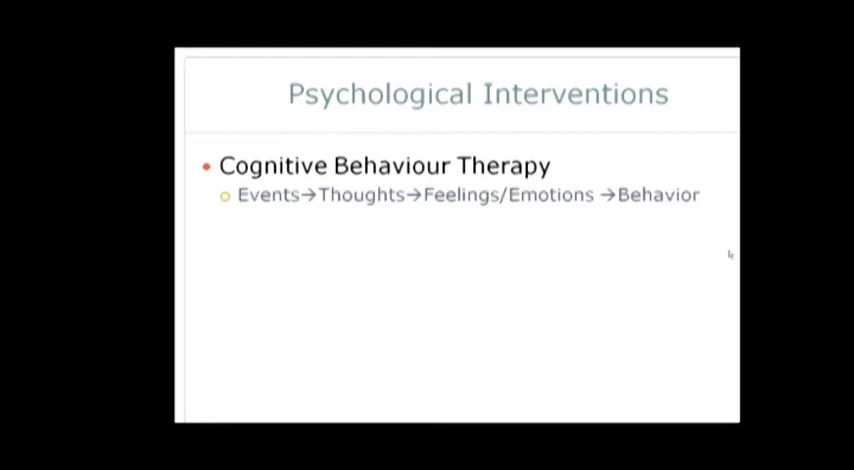 Psychological Interventions
• Cognitive Behaviour Therapy
○ Events→Thoughts→Feelings/Emotions →Behavior